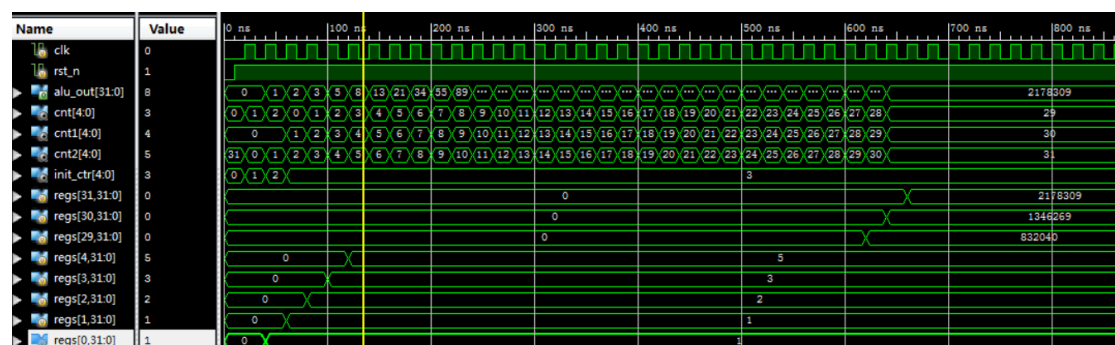 Name Value 0 ns 100 ns 200 ns 300 ns 400 ns 500 ns 600 ns 700 ns 800 ns
clk 0
rst_n 1
alu_out[31:0] 8 0 1 2 3 5 8 13 21 34 55 89 ... ... ... ... ... ... ... ... ... ... ... ... ... ... ... ... ... ... ... ... 2178309
cnt[4:0] 3 0 1 2 0 1 2 3 4 5 6 7 8 9 10 11 12 13 14 15 16 17 18 19 20 21 22 23 24 25 26 27 28 29
cnt1[4:0] 4 0 1 2 3 4 5 6 7 8 9 10 11 12 13 14 15 16 17 18 19 20 21 22 23 24 25 26 27 28 29 30
cnt2[4:0] 5 31 0 1 2 3 4 5 6 7 8 9 10 11 12 13 14 15 16 17 18 19 20 21 22 23 24 25 26 27 28 29 30 31
init_ctr[4:0] 3 0 1 2 3
regs[31,31:0] 0 0 2178309
regs[30,31:0] 0 0 1346269
regs[29,31:0] 0 0 832040
regs[4,31:0] 5 0 5
regs[3,31:0] 3 0 3
regs[2,31:0] 2 0 2
regs[1,31:0] 1 0 1
regs[0,31:0] 1 0 1